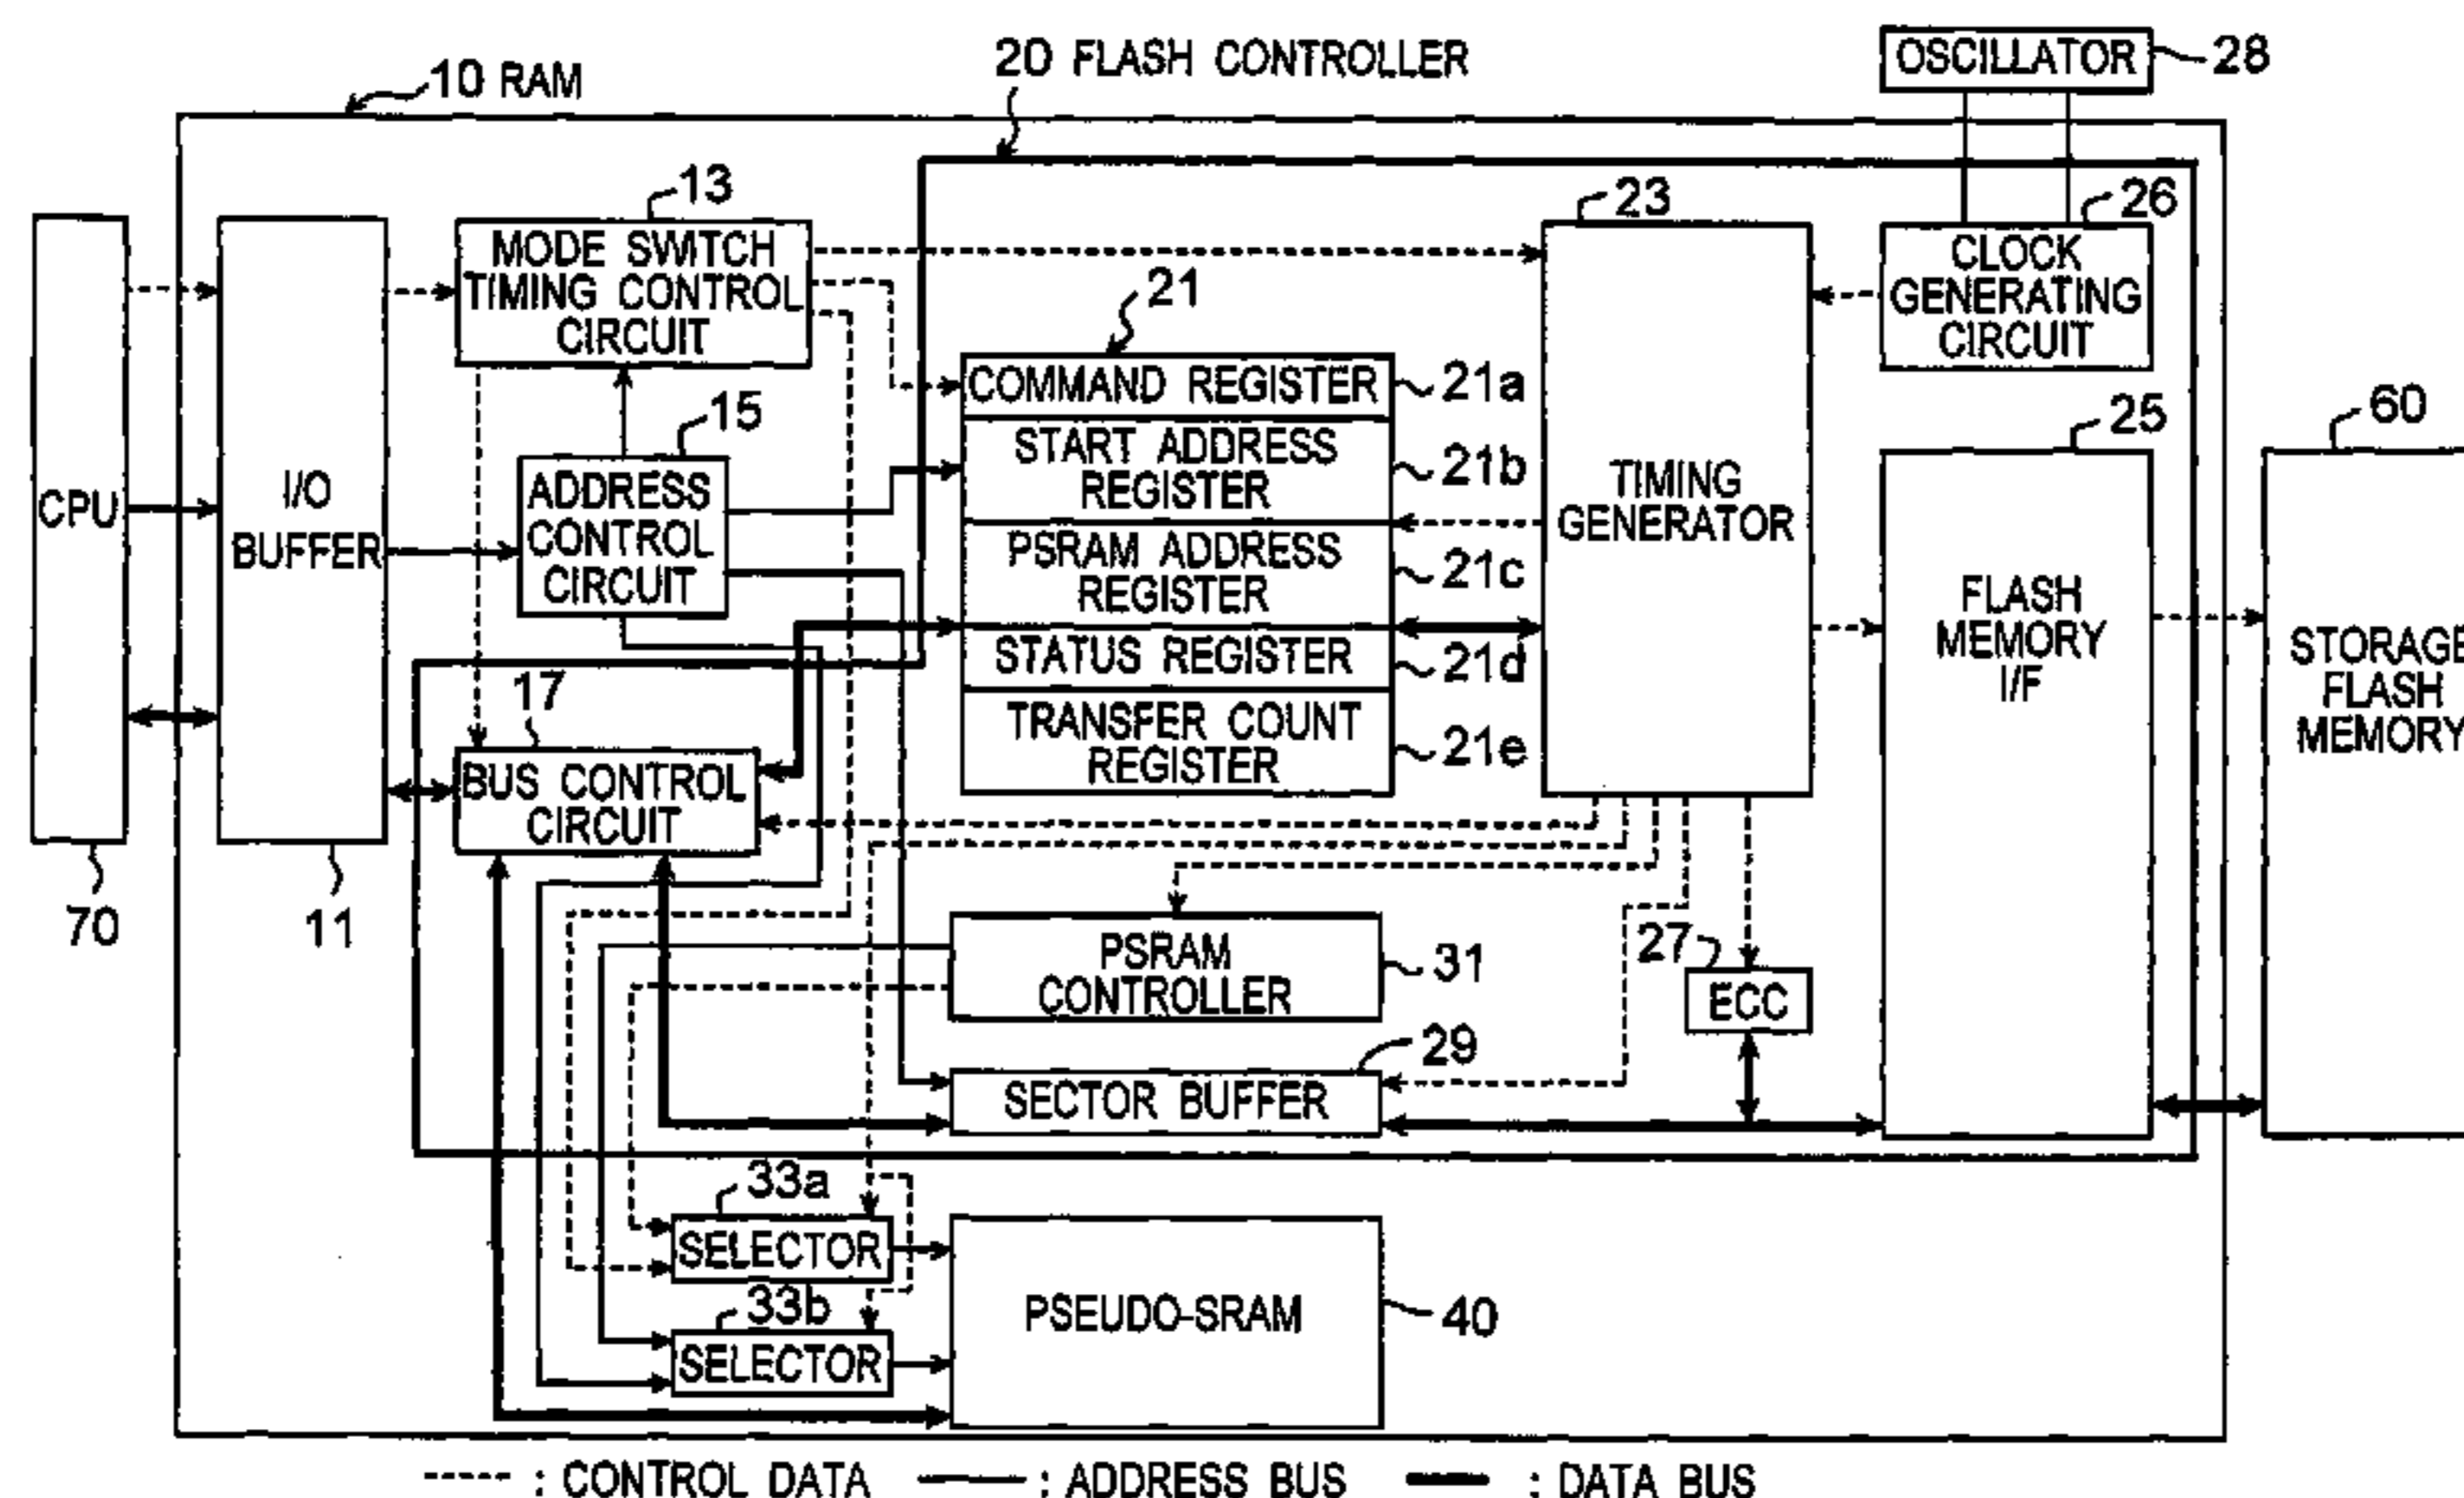 20 FLASH CONTROLLER
OSCILLATOR
28
10 RAM
13
23
26
MODE SWITCH
TIMING CONTROL
CIRCUIT
CLOCK
GENERATING
CIRCUIT
21
COMMAND REGISTER
21a
15
60
25
START ADDRESS
REGISTER
21b
CPU
I/O
BUFFER
ADDRESS
CONTROL
CIRCUIT
TIMING
GENERATOR
PSRAM ADDRESS
REGISTER
21c
FLASH
MEMORY
I/F
STORAGE
FLASH
MEMORY
STATUS REGISTER
21d
17
TRANSFER COUNT
REGISTER
21e
BUS CONTROL
CIRCUIT
70
11
PSRAM
CONTROLLER
31
27
ECC
29
SECTOR BUFFER
33a
SELECTOR
33b
SELECTOR
PSEUDO-SRAM
40
: CONTROL DATA
: ADDRESS BUS
: DATA BUS